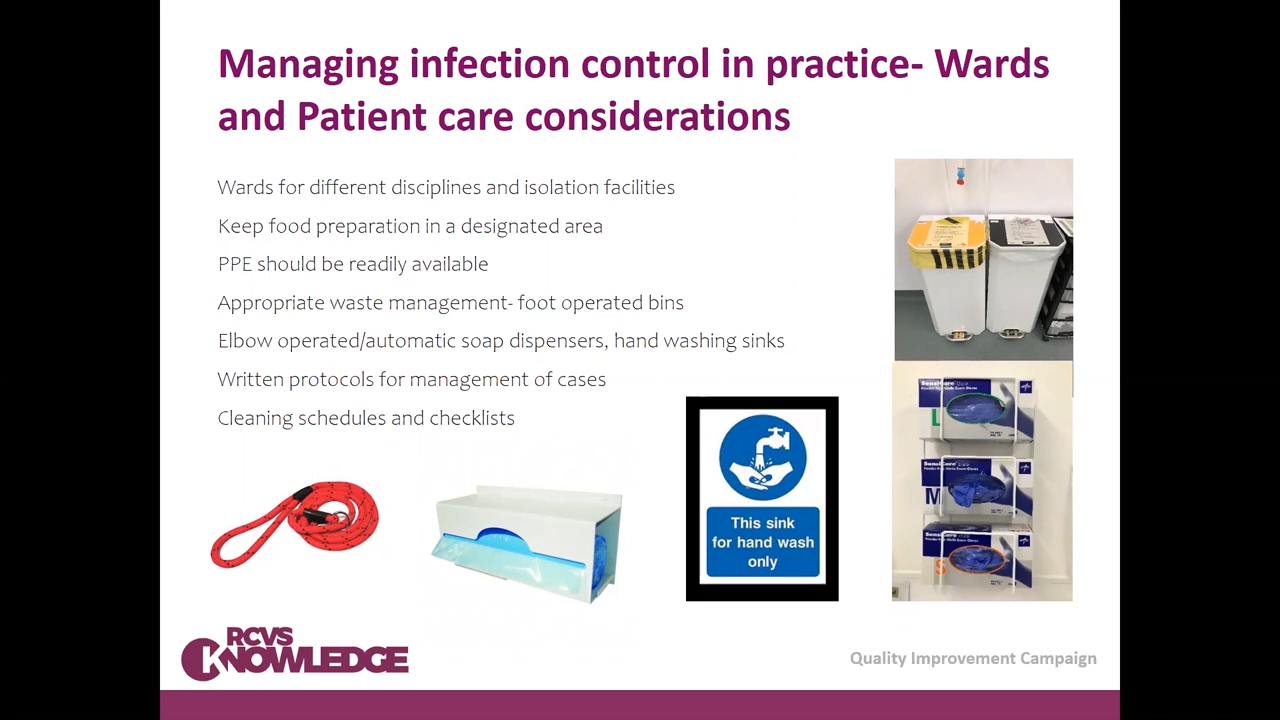 Managing infection control in practice- Wards
and Patient care considerations
Wards for different disciplines and isolation facilities
Keep food preparation in a designated area
PPE should be readily available
Appropriate waste management- foot operated bins
Elbow operated/automatic soap dispensers, hand washing sinks
Written protocols for management of cases
Cleaning schedules and checklists
This sink
for hand wash
only
SensiCare
L
SensiCare
M
SensiCare
S
RCVS
KNOWLEDGE
Quality Improvement Campaign